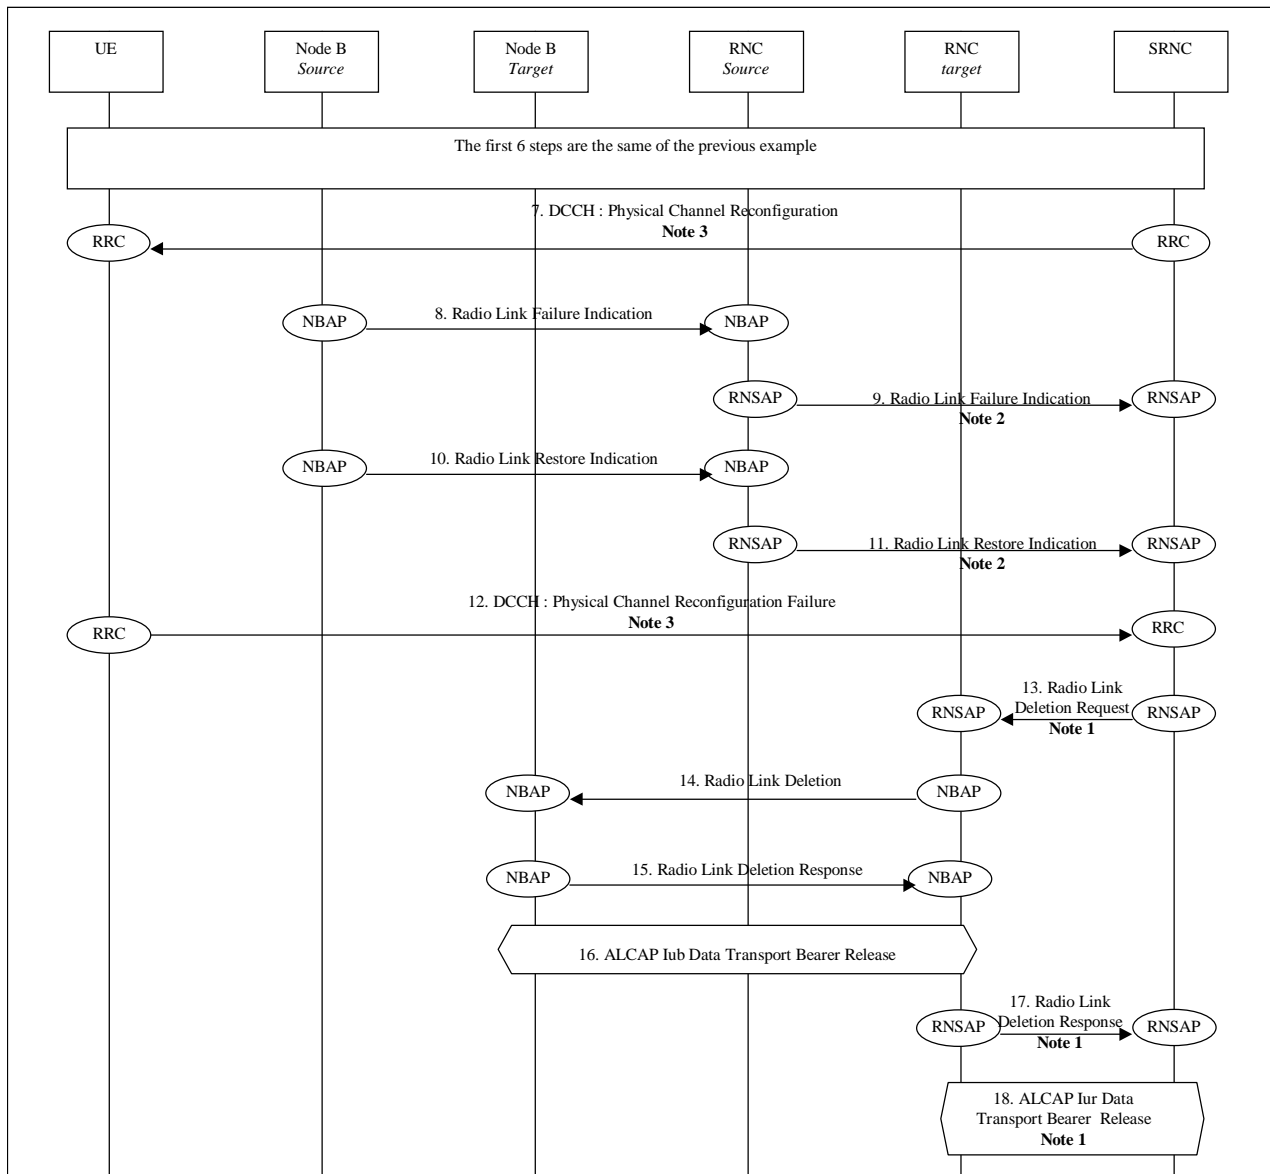 UE
Node B
Source
Node B
Target
RNC
Source
RNC
target
SRNC
The first 6 steps are the same of the previous example
7. DCCH : Physical Channel Reconfiguration
Note 3
RRC
RRC
NBAP
8. Radio Link Failure Indication
NBAP
RNSAP
9. Radio Link Failure Indication
Note 2
RNSAP
NBAP
10. Radio Link Restore Indication
NBAP
RNSAP
11. Radio Link Restore Indication
Note 2
RNSAP
12. DCCH : Physical Channel Reconfiguration Failure
Note 3
RRC
RRC
RNSAP
13. Radio Link
Deletion Request
Note 1
RNSAP
NBAP
14. Radio Link Deletion
NBAP
NBAP
15. Radio Link Deletion Response
NBAP
16. ALCAP Iub Data Transport Bearer Release
RNSAP
17. Radio Link
Deletion Response
Note 1
RNSAP
18. ALCAP Iur Data
Transport Bearer Release
Note 1